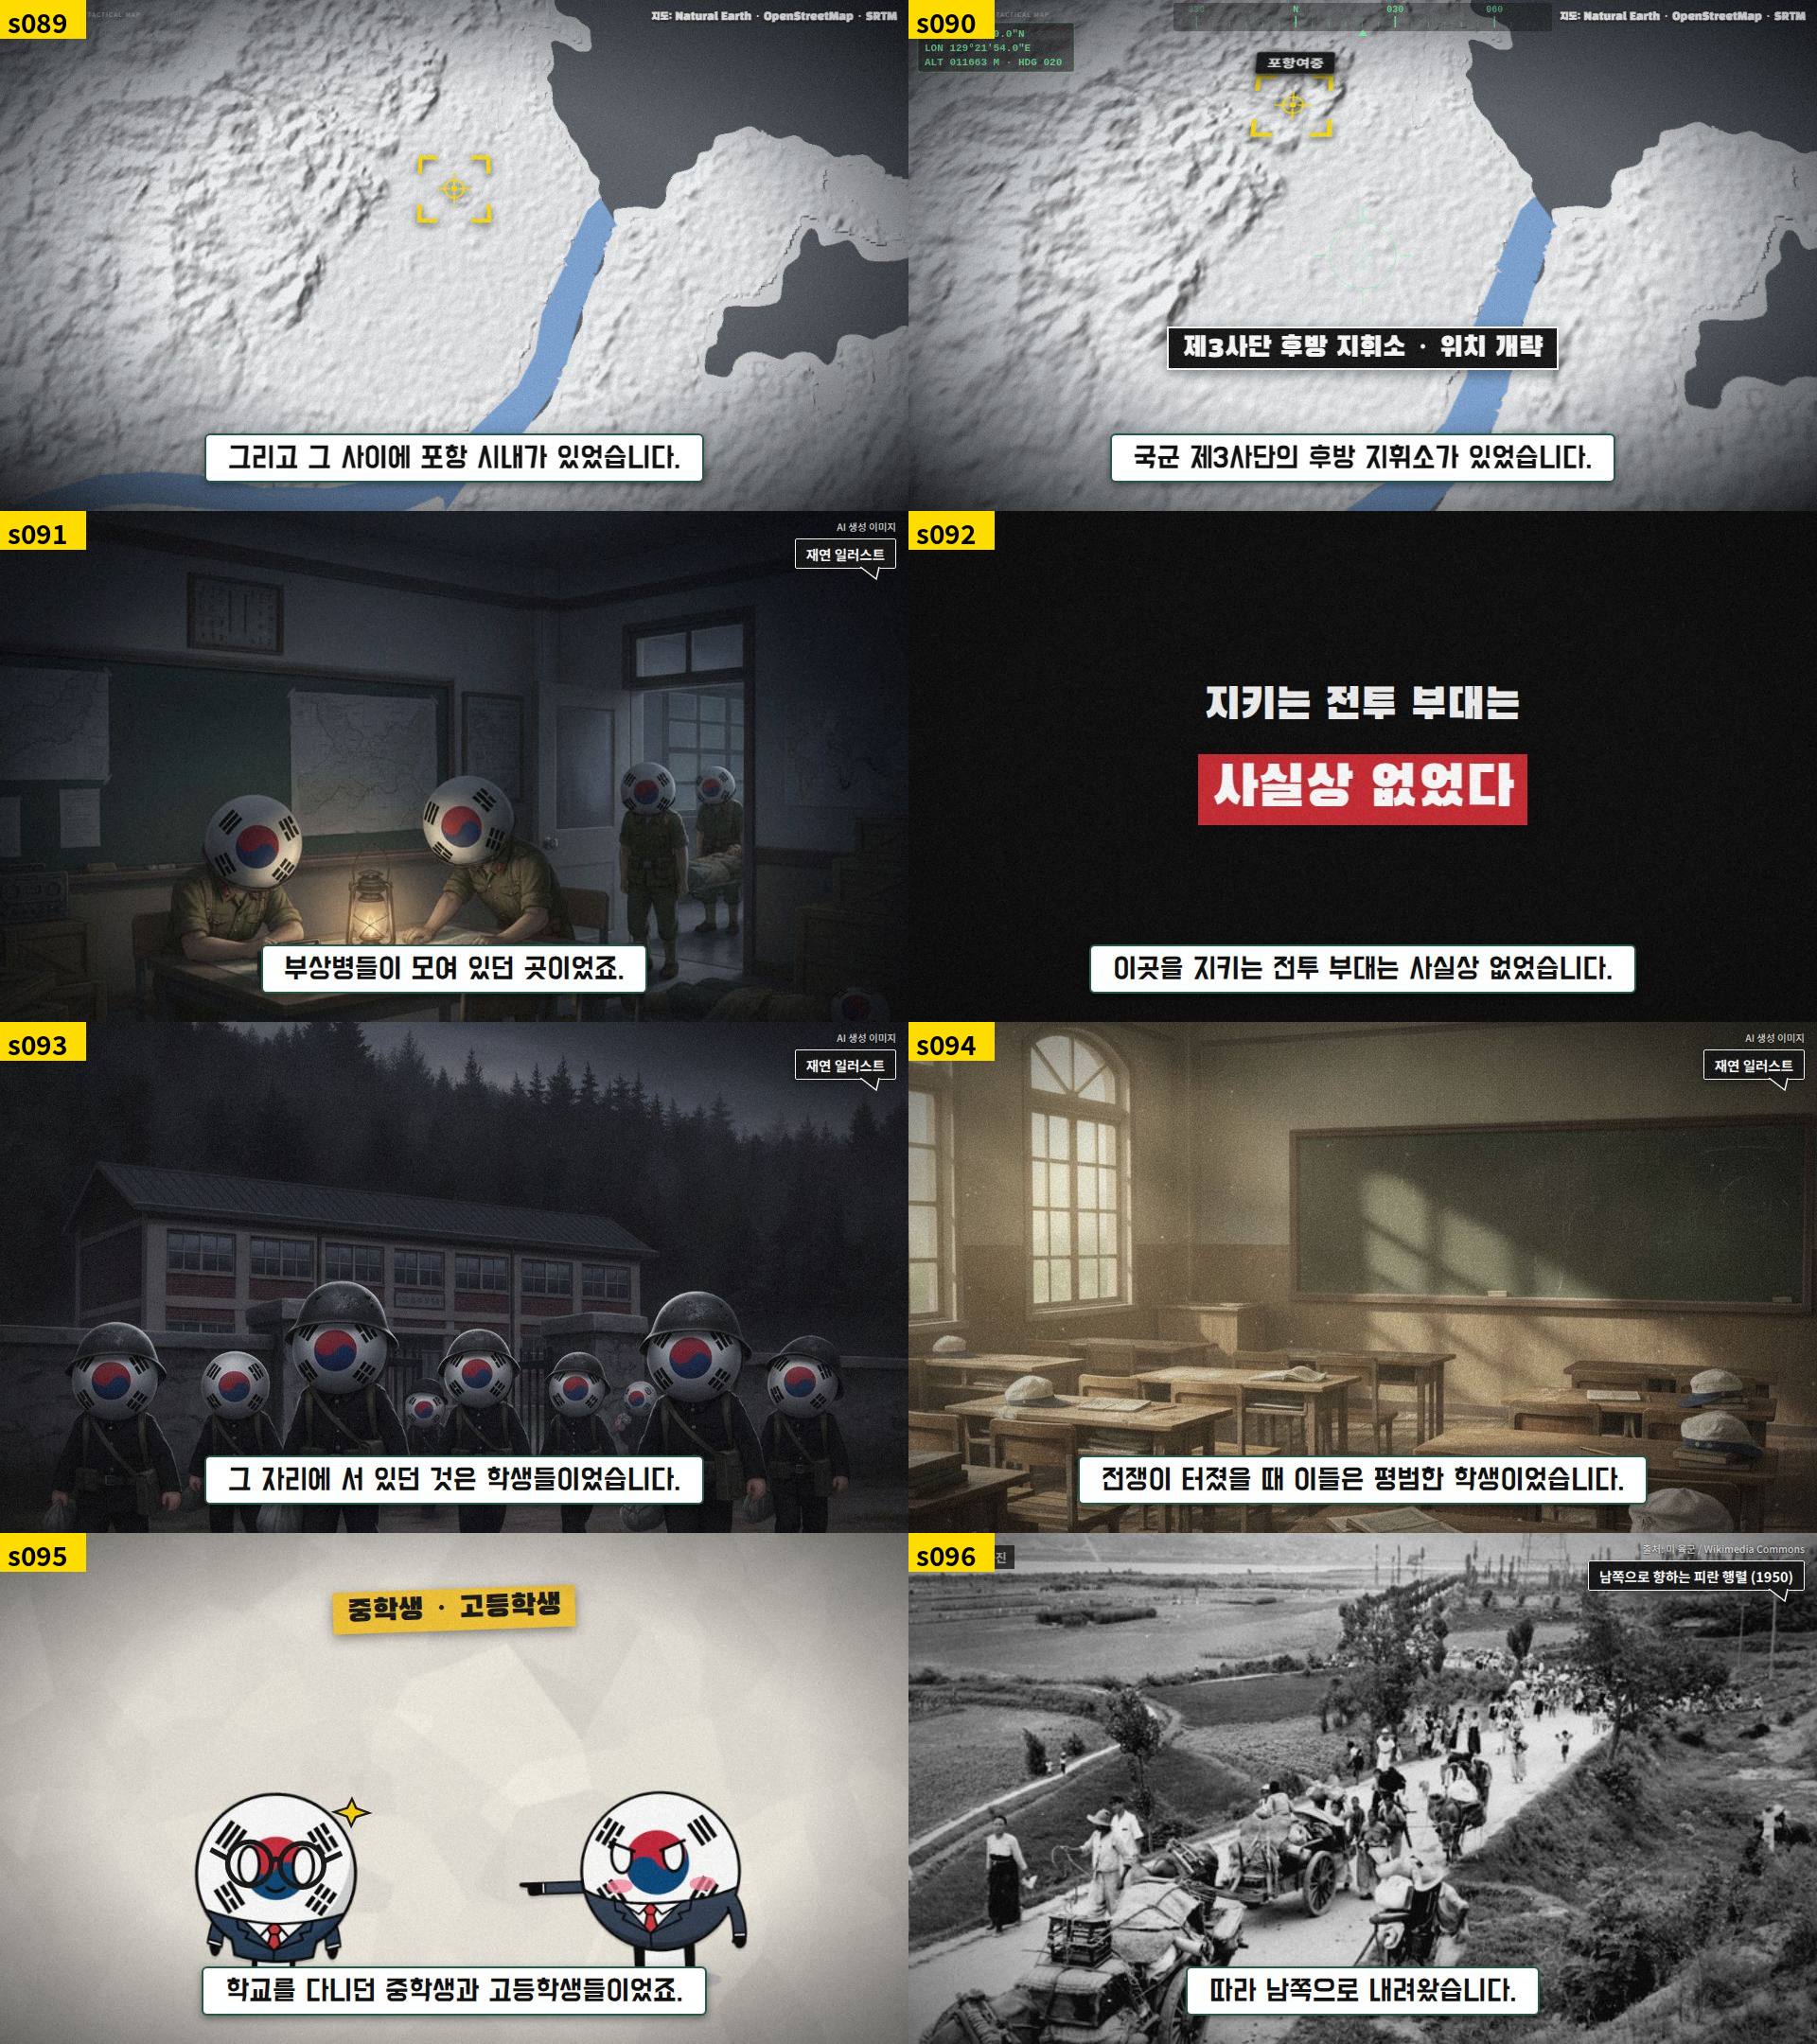 s089
TACTICAL MAP
지도: Natural Earth · OpenStreetMap · SRTM
그리고 그 사이에 포항 시내가 있었습니다.
s090
TACTICAL MAP
330 N 030 060
지도: Natural Earth · OpenStreetMap · SRTM
0.0"N
LON 129°21'54.0"E
ALT 011663 M · HDG 020
포항여중
제3사단 후방 지휘소 · 위치 개략
국군 제3사단의 후방 지휘소가 있었습니다.
s091
AI 생성 이미지
재연 일러스트
부상병들이 모여 있던 곳이었죠.
s092
지키는 전투 부대는
사실상 없었다
이곳을 지키는 전투 부대는 사실상 없었습니다.
s093
AI 생성 이미지
재연 일러스트
그 자리에 서 있던 것은 학생들이었습니다.
s094
AI 생성 이미지
재연 일러스트
전쟁이 터졌을 때 이들은 평범한 학생이었습니다.
s095
중학생 · 고등학생
학교를 다니던 중학생과 고등학생들이었죠.
s096
진
출처: 미 육군 / Wikimedia Commons
남쪽으로 향하는 피란 행렬 (1950)
따라 남쪽으로 내려왔습니다.